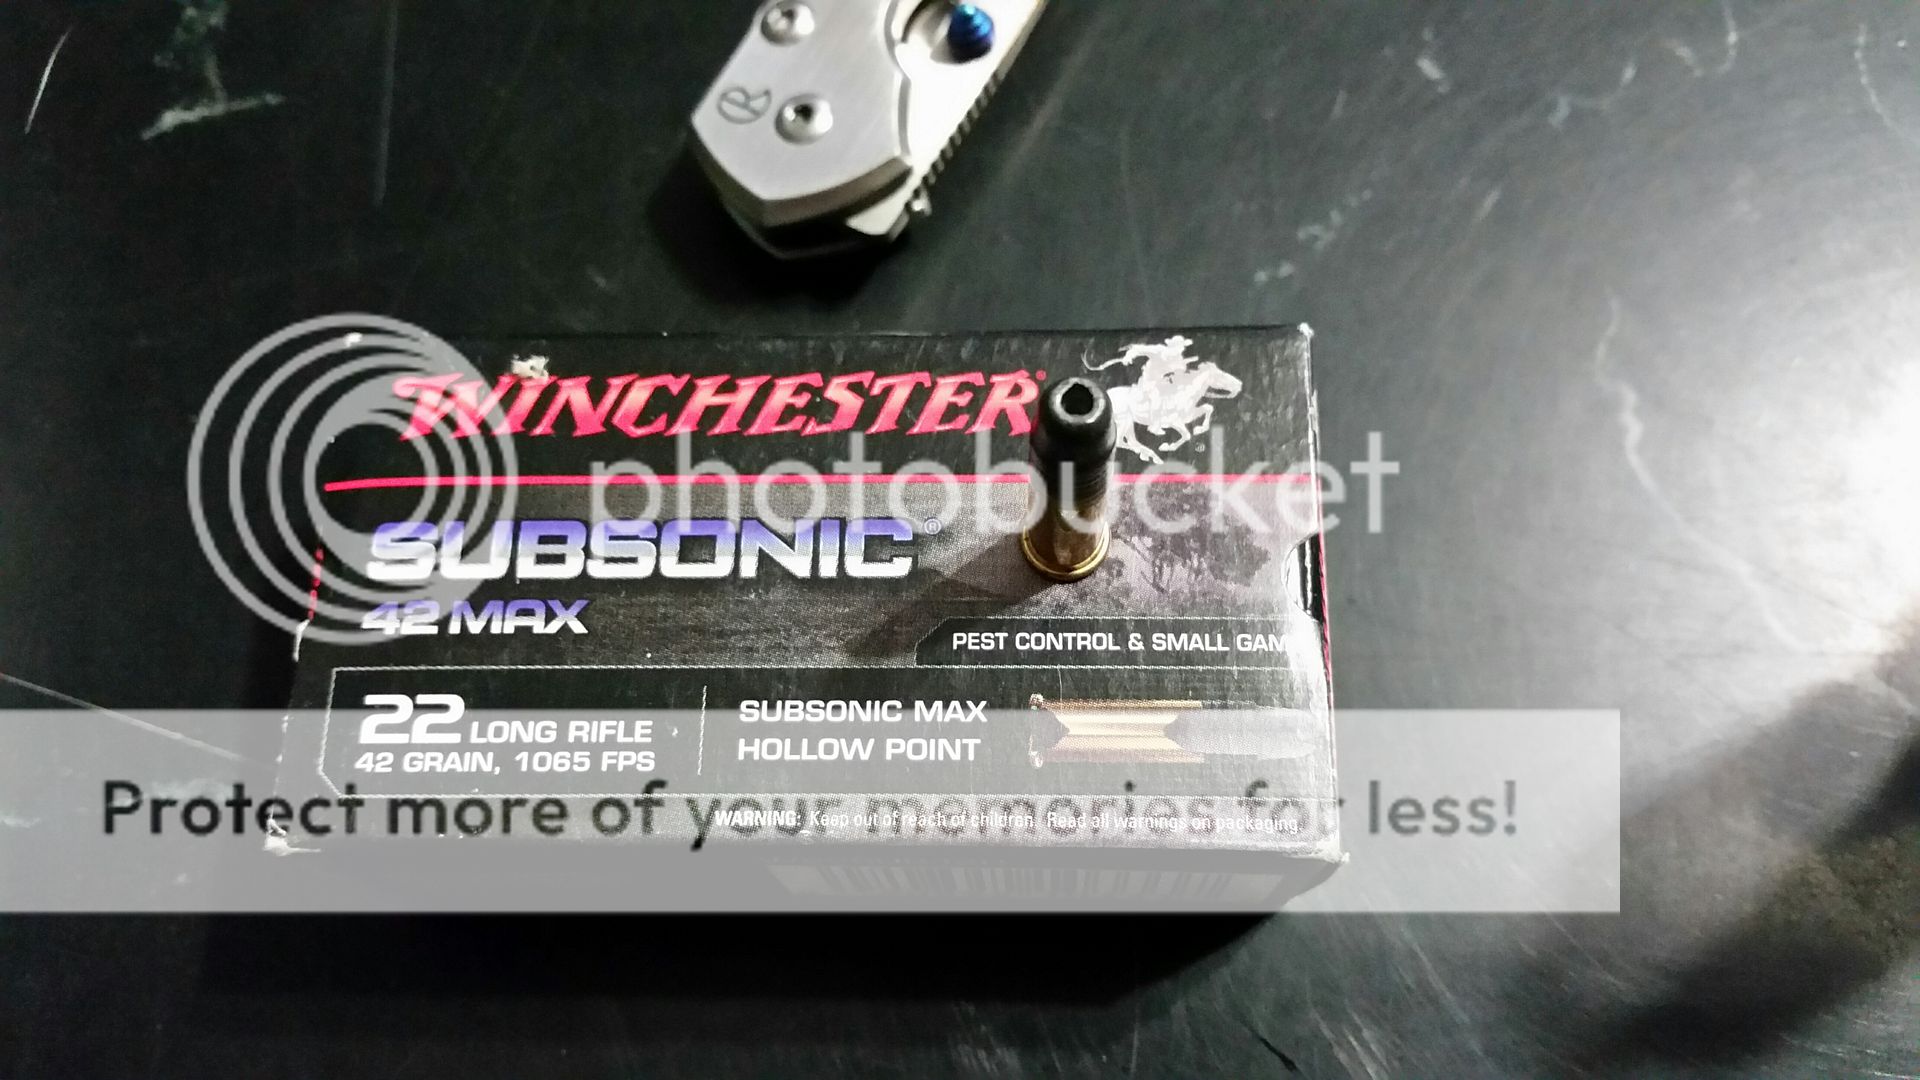 R
WINCHESTER®
photobucket
SUBSONIC®
42 MAX
PEST CONTROL & SMALL GAM
22 LONG RIFLE
42 GRAIN, 1065 FPS
SUBSONIC MAX
HOLLOW POINT
Protect more of your memories for less!
WARNING: Keep out of reach of children. Read all warnings on packaging.